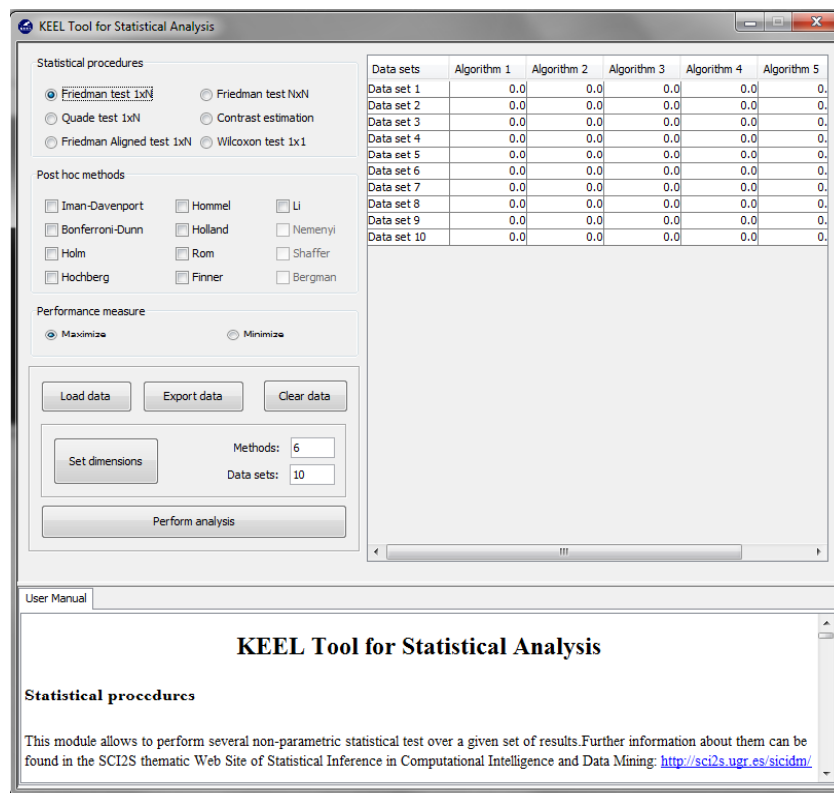 KEEL Tool for Statistical Analysis
Statistical procedures
Friedman test 1xN
Friedman test NxN
Quade test 1xN
Contrast estimation
Friedman Aligned test 1xN
Wilcoxon test 1x1
Post hoc methods
Iman-Davenport
Hommel
Li
Bonferroni-Dunn
Holland
Nemenyi
Holm
Rom
Shaffer
Hochberg
Finner
Bergman
Performance measure
Maximize
Minimize
Load data
Export data
Clear data
Set dimensions
Methods: 6
Data sets: 10
Perform analysis
Data sets Algorithm 1 Algorithm 2 Algorithm 3 Algorithm 4 Algorithm 5
Data set 1 0.0 0.0 0.0 0.0 0.
Data set 2 0.0 0.0 0.0 0.0 0.
Data set 3 0.0 0.0 0.0 0.0 0.
Data set 4 0.0 0.0 0.0 0.0 0.
Data set 5 0.0 0.0 0.0 0.0 0.
Data set 6 0.0 0.0 0.0 0.0 0.
Data set 7 0.0 0.0 0.0 0.0 0.
Data set 8 0.0 0.0 0.0 0.0 0.
Data set 9 0.0 0.0 0.0 0.0 0.
Data set 10 0.0 0.0 0.0 0.0 0.
User Manual
KEEL Tool for Statistical Analysis
Statistical procedures
This module allows to perform several non-parametric statistical test over a given set of results.Further information about them can be
found in the SCI2S thematic Web Site of Statistical Inference in Computational Intelligence and Data Mining: http://sci2s.ugr.es/sicidm/